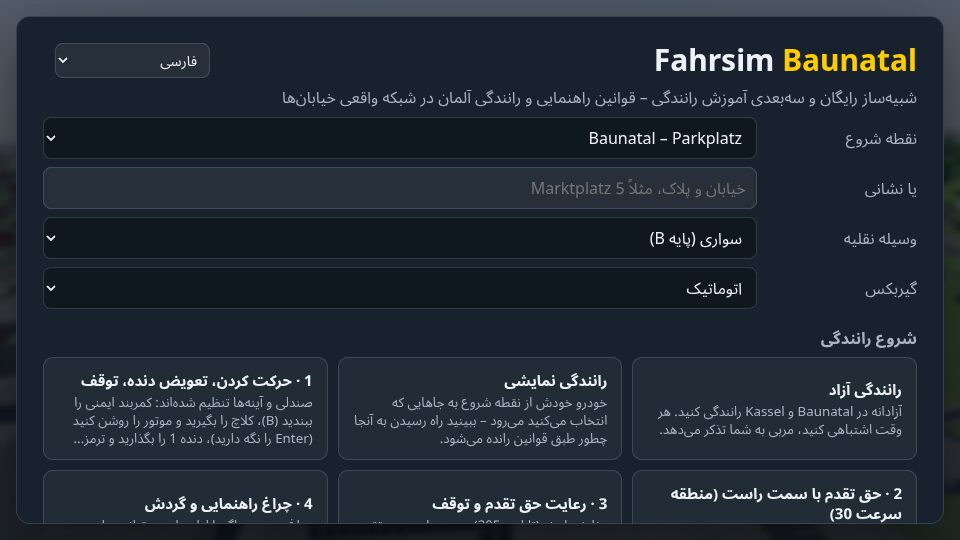 Fahrsim Baunatal
فارسی
شبیه‌ساز رایگان و سه‌بعدی آموزش رانندگی – قوانین راهنمایی و رانندگی آلمان در شبکه واقعی خیابان‌ها
نقطه شروع
Baunatal – Parkplatz
یا نشانی
خیابان و پلاک، مثلاً Marktplatz 5
وسیله نقلیه
سواری (پایه B)
گیربکس
اتوماتیک
شروع رانندگی
رانندگی آزاد
آزادانه در Baunatal و Kassel رانندگی کنید. هر
وقت اشتباهی کنید، مربی به شما تذکر می‌دهد.
رانندگی نمایشی
خودرو خودش از نقطه شروع به جاهایی که
انتخاب می‌کنید می‌رود – ببینید راه رسیدن به آنجا
چطور طبق قوانین رانده می‌شود.
1 · حرکت کردن، تعویض دنده، توقف
صندلی و آینه‌ها تنظیم شده‌اند: کمربند ایمنی را
ببندید (B)، کلاچ را بگیرید و موتور را روشن کنید
(Enter را نگه دارید)، دنده 1 را بگذارید و ترمز...
2 · حق تقدم با سمت راست (منطقه
سرعت 30)
3 · رعایت حق تقدم و توقف
4 · چراغ راهنمایی و گردش